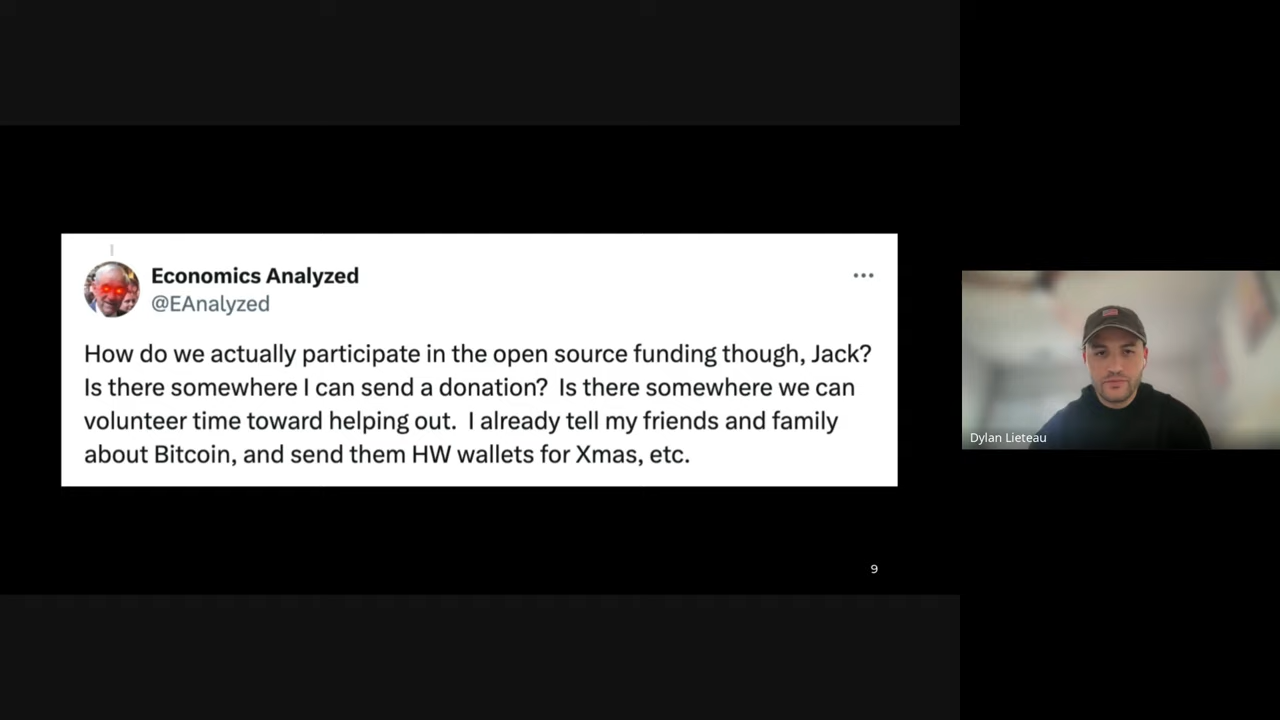 Economics Analyzed
@EAnalyzed
How do we actually participate in the open source funding though, Jack?
Is there somewhere I can send a donation?  Is there somewhere we can
volunteer time toward helping out.  I already tell my friends and family
about Bitcoin, and send them HW wallets for Xmas, etc.
9
Dylan Lieteau